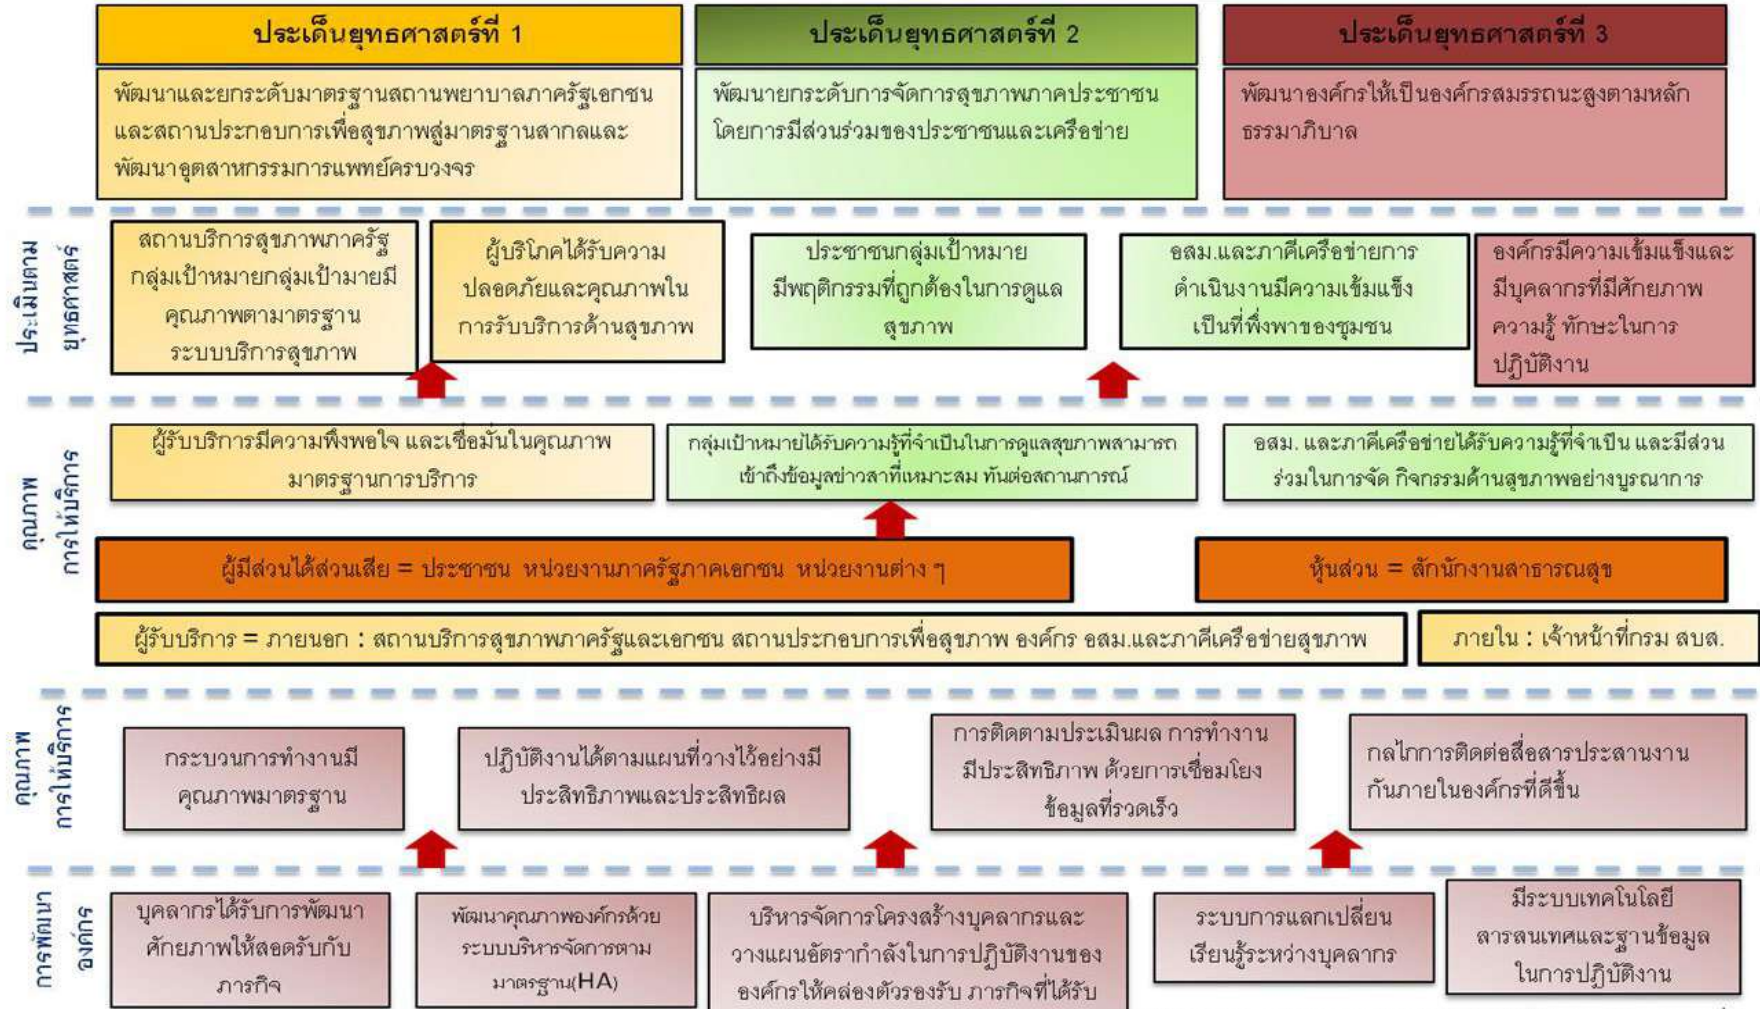 ประเด็นยุทธศาสตร์ที่ 1
ประเด็นยุทธศาสตร์ที่ 2
ประเด็นยุทธศาสตร์ที่ 3
พัฒนาและยกระดับมาตรฐานสถานพยาบาลภาครัฐเอกชน
และสถานประกอบการเพื่อสุขภาพสู่มาตรฐานสากลและ
พัฒนาอุตสาหกรรมการแพทย์ครบวงจร
พัฒนายกระดับการจัดการสุขภาพภาคประชาชน
โดยการมีส่วนร่วมของประชาชนและเครือข่าย
พัฒนาองค์กรให้เป็นองค์กรสมรรถนะสูงตามหลัก
ธรรมาภิบาล
ประเมินตาม
ยุทธศาสตร์
สถานบริการสุขภาพภาครัฐ
กลุ่มเป้าหมายกลุ่มเป้ามายมี
คุณภาพตามาตรฐาน
ระบบบริการสุขภาพ
ผู้บริโภคได้รับความ
ปลอดภัยและคุณภาพใน
การรับบริการด้านสุขภาพ
ประชาชนกลุ่มเป้าหมาย
มีพฤติกรรมที่ถูกต้องในการดูแล
สุขภาพ
อสม.และภาคีเครือข่ายการ
ดำเนินงานมีความเข้มแข็ง
เป็นที่พึ่งพาของชุมชน
องค์กรมีความเข้มแข็งและ
มีบุคลากรที่มีศักยภาพ
ความรู้ ทักษะในการ
ปฏิบัติงาน
คุณภาพ
การให้บริการ
ผู้รับบริการมีความพึงพอใจ และเชื่อมั่นในคุณภาพ
มาตรฐานการบริการ
กลุ่มเป้าหมายได้รับความรู้ที่จำเป็นในการดูแลสุขภาพสามารถ
เข้าถึงข้อมูลข่าวสาที่เหมาะสม ทันต่อสถานการณ์
อสม. และภาคีเครือข่ายได้รับความรู้ที่จำเป็น และมีส่วน
ร่วมในการจัด กิจกรรมด้านสุขภาพอย่างบูรณาการ
ผู้มีส่วนได้ส่วนเสีย = ประชาชน หน่วยงานภาครัฐภาคเอกชน หน่วยงานต่าง ๆ
หุ้นส่วน = สักนักงานสาธารณสุข
ผู้รับบริการ = ภายนอก : สถานบริการสุขภาพภาครัฐและเอกชน สถานประกอบการเพื่อสุขภาพ องค์กร อสม.และภาคีเครือข่ายสุขภาพ
ภายใน : เจ้าหน้าที่กรม สบส.
คุณภาพ
การให้บริการ
กระบวนการทำงานมี
คุณภาพมาตรฐาน
ปฏิบัติงานได้ตามแผนที่วางไว้อย่างมี
ประสิทธิภาพและประสิทธิผล
การติดตามประเมินผล การทำงาน
มีประสิทธิภาพ ด้วยการเชื่อมโยง
ข้อมูลที่รวดเร็ว
กลไกการติดต่อสื่อสารประสานงาน
กันภายในองค์กรที่ดีขึ้น
การพัฒนา
องค์กร
บุคลากรได้รับการพัฒนา
ศักยภาพให้สอดรับกับ
ภารกิจ
พัฒนาคุณภาพองค์กรด้วย
ระบบบริหารจัดการตาม
มาตรฐาน(HA)
บริหารจัดการโครงสร้างบุคลากรและ
วางแผนอัตรากำลังในการปฏิบัติงานของ
องค์กรให้คล่องตัวรองรับ ภารกิจที่ได้รับ
ระบบการแลกเปลี่ยน
เรียนรู้ระหว่างบุคลากร
มีระบบเทคโนโลยี
สารสนเทศและฐานข้อมูล
ในการปฏิบัติงาน